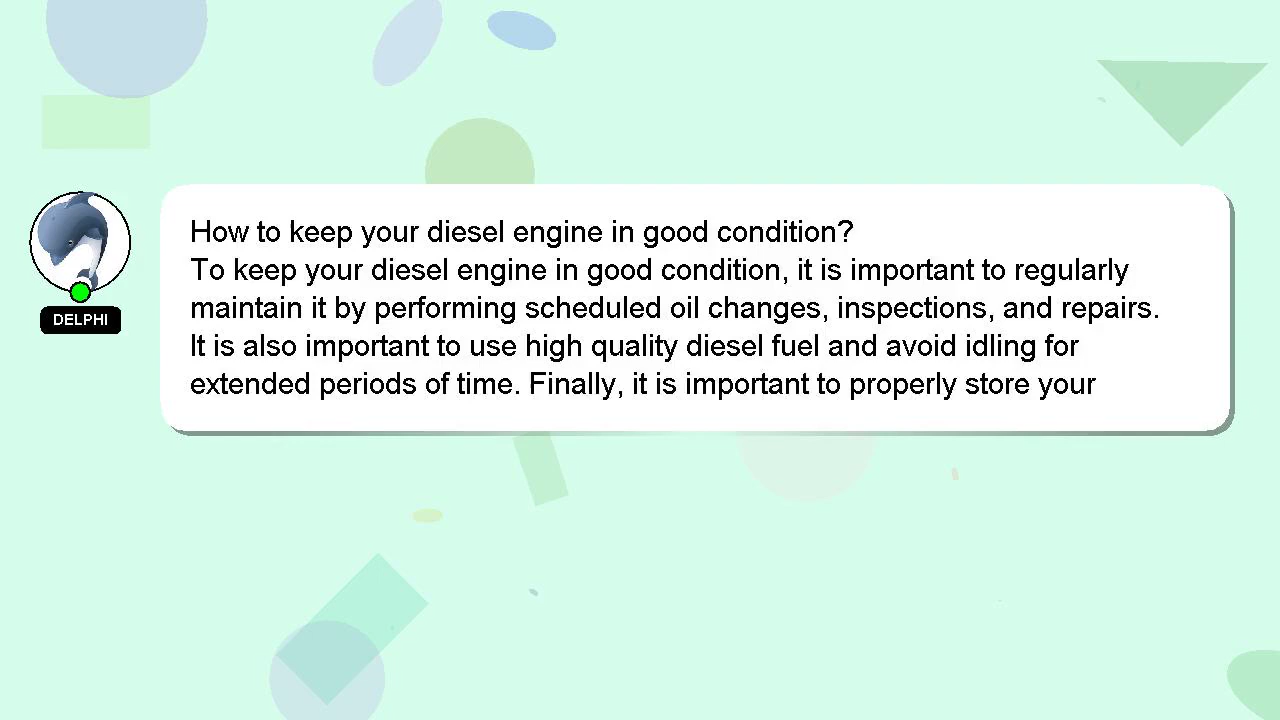 How to keep your diesel engine in good condition?
To keep your diesel engine in good condition, it is important to regularly
maintain it by performing scheduled oil changes, inspections, and repairs.
It is also important to use high quality diesel fuel and avoid idling for
extended periods of time. Finally, it is important to properly store your
DELPHI